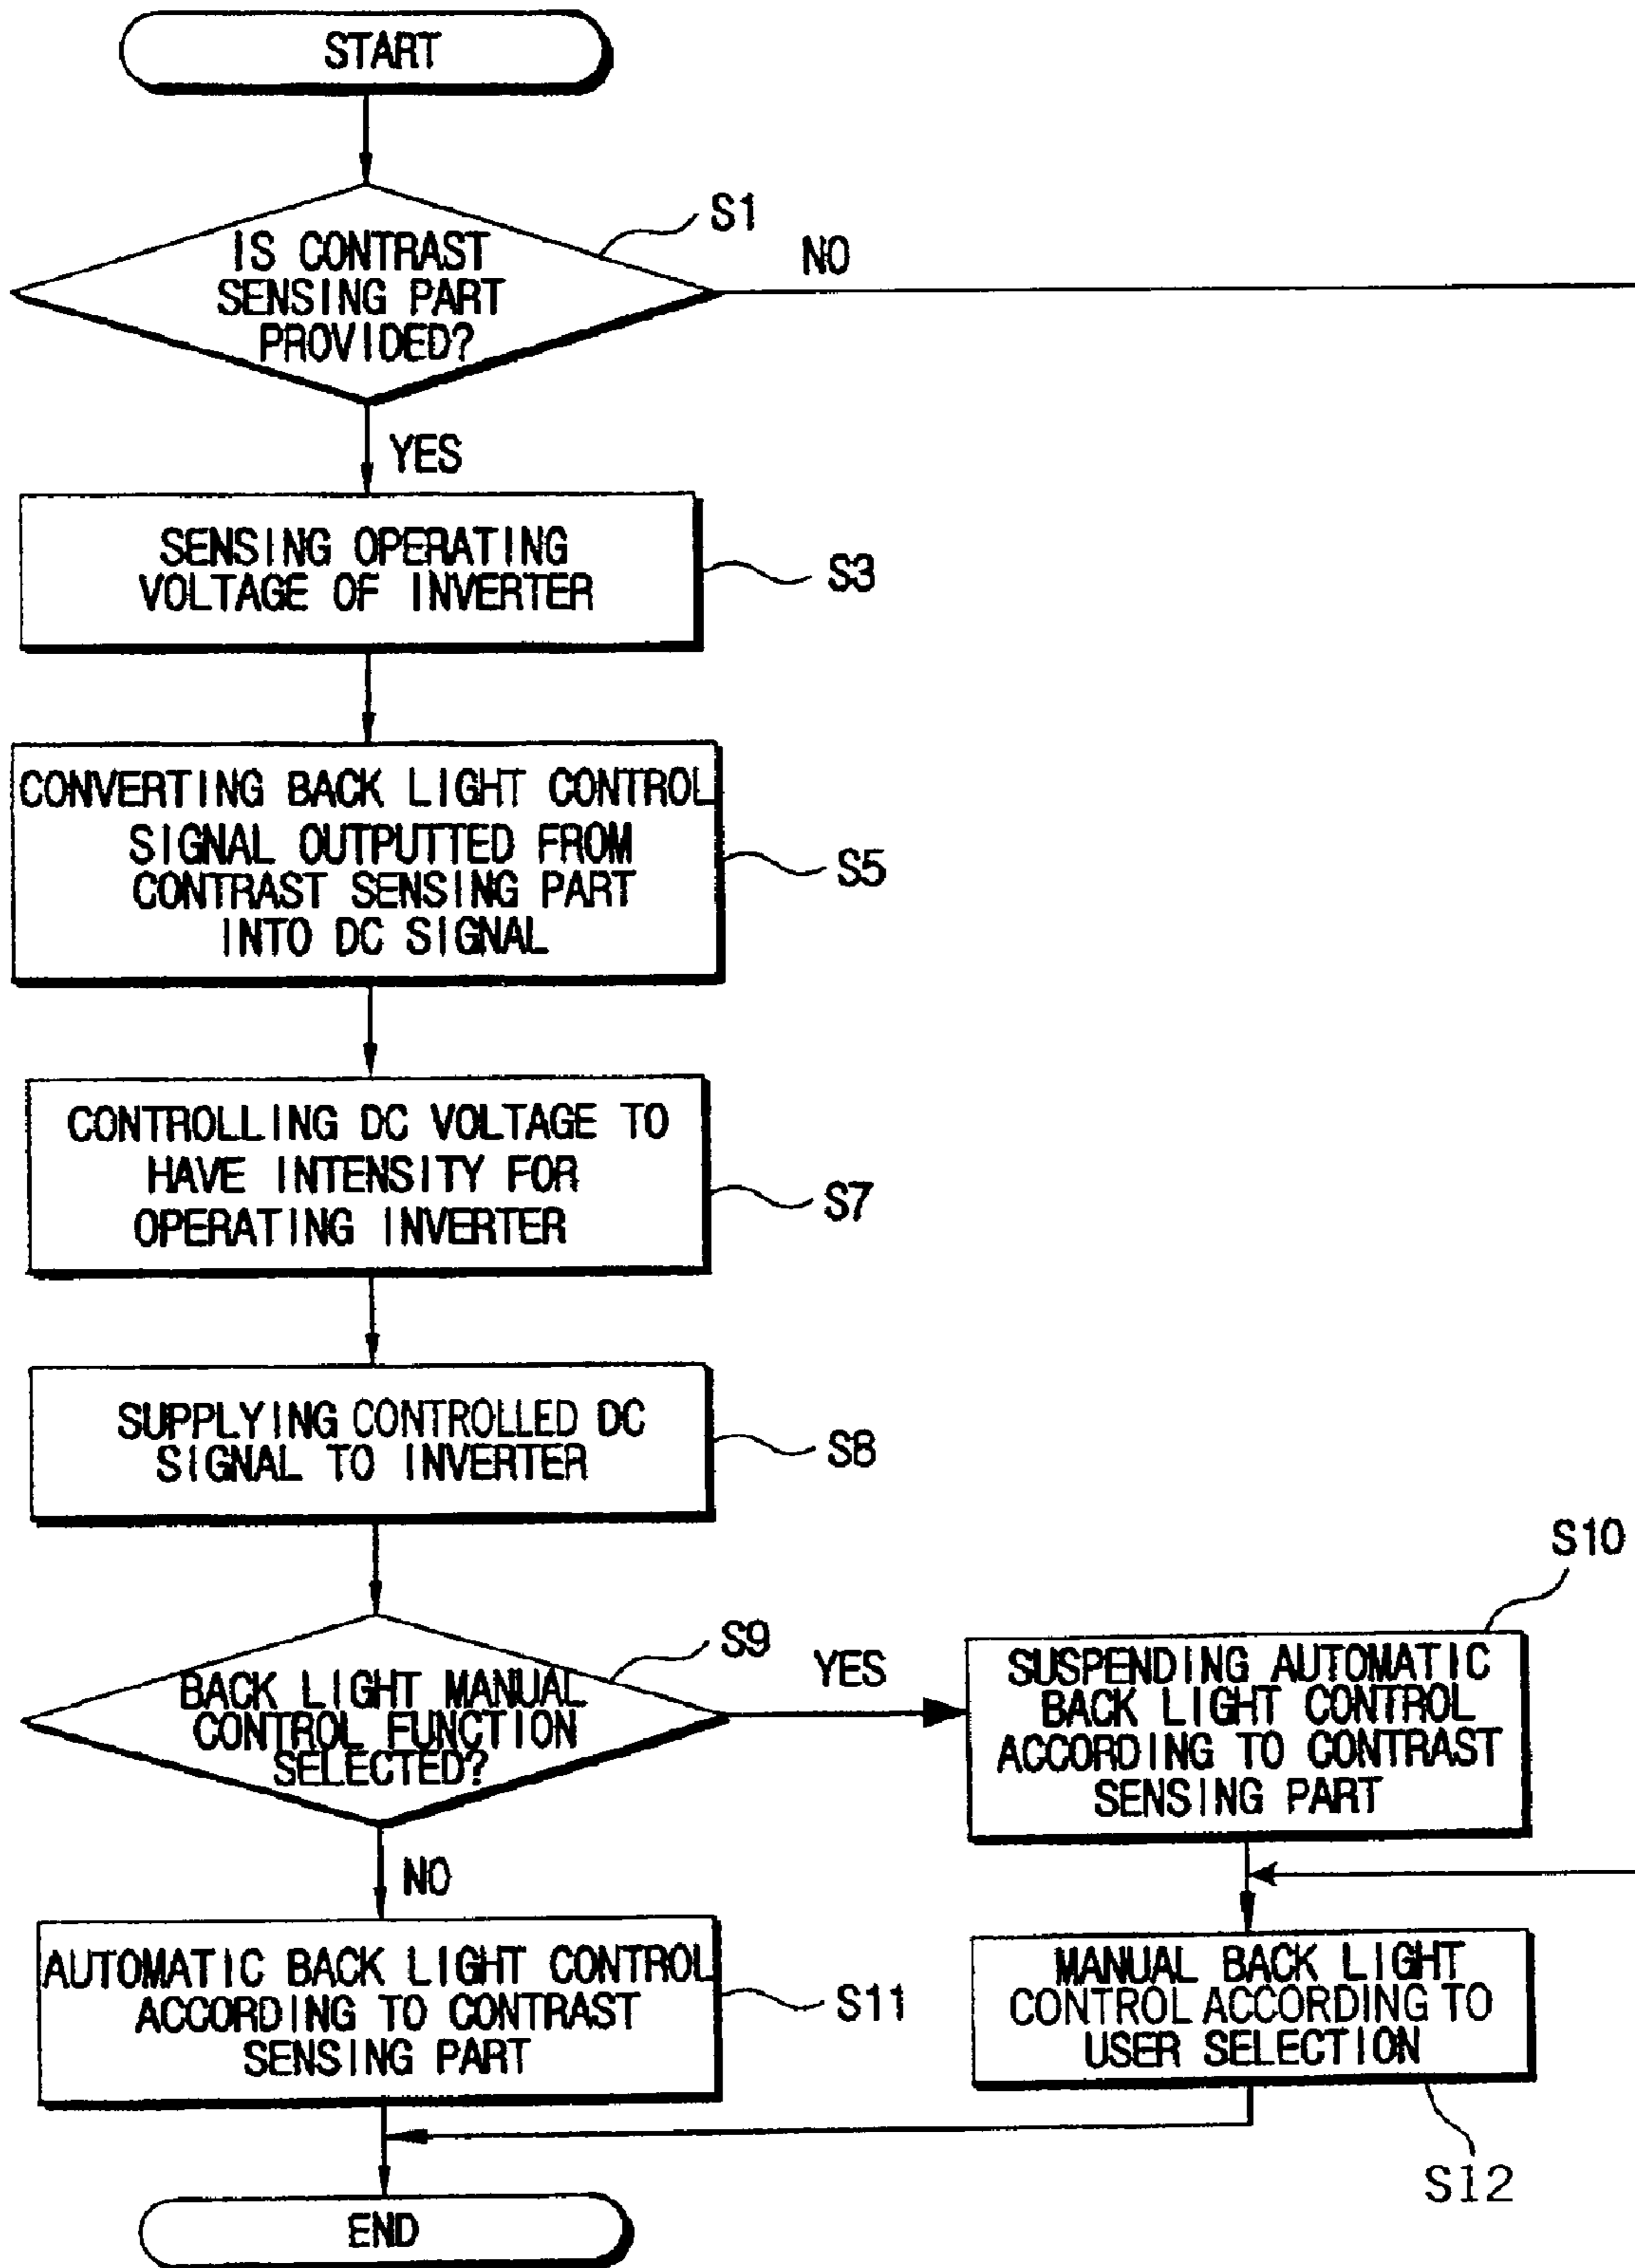 START
IS CONTRAST
SENSING PART
PROVIDED?
S1
NO
YES
SENSING OPERATING
VOLTAGE OF INVERTER
S3
CONVERTING BACK LIGHT CONTROL
SIGNAL OUTPUTTED FROM
CONTRAST SENSING PART
INTO DC SIGNAL
S5
CONTROLLING DC VOLTAGE TO
HAVE INTENSITY FOR
OPERATING INVERTER
S7
SUPPLYING CONTROLLED DC
SIGNAL TO INVERTER
S8
BACK LIGHT MANUAL
CONTROL FUNCTION
SELECTED?
S9
YES
SUSPENDING AUTOMATIC
BACK LIGHT CONTROL
ACCORDING TO CONTRAST
SENSING PART
S10
NO
AUTOMATIC BACK LIGHT CONTROL
ACCORDING TO CONTRAST
SENSING PART
S11
MANUAL BACK LIGHT
CONTROL ACCORDING TO
USER SELECTION
S12
END